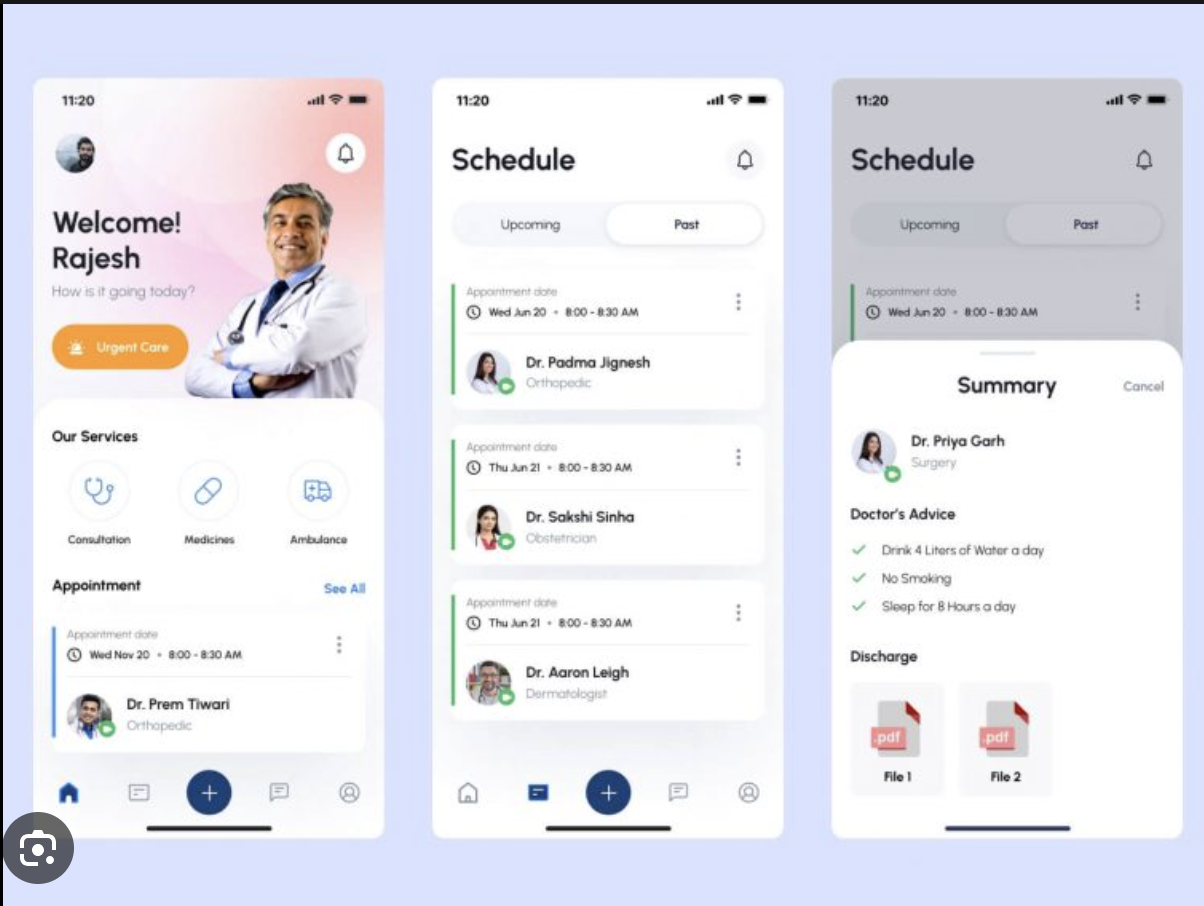 11:20
Welcome!
Rajesh
How is it going today?
Urgent Care
Our Services
Consultation
Medicines
Ambulance
Appointment
See All
Appointment date
Wed Nov 20 • 8:00 - 8:30 AM
Dr. Prem Tiwari
Orthopedic
11:20
Schedule
Upcoming
Past
Appointment date
Wed Jun 20 • 8:00 - 8:30 AM
Dr. Padma Jignesh
Orthopedic
Appointment date
Thu Jun 21 • 8:00 - 8:30 AM
Dr. Sakshi Sinha
Obstetrician
Appointment date
Thu Jun 21 • 8:00 - 8:30 AM
Dr. Aaron Leigh
Dermatologist
11:20
Schedule
Upcoming
Past
Appointment date
Wed Jun 20 • 8:00 - 8:30 AM
Summary
Cancel
Dr. Priya Garh
Surgery
Doctor's Advice
Drink 4 Liters of Water a day
No Smoking
Sleep for 8 Hours a day
Discharge
.pdf
File 1
.pdf
File 2